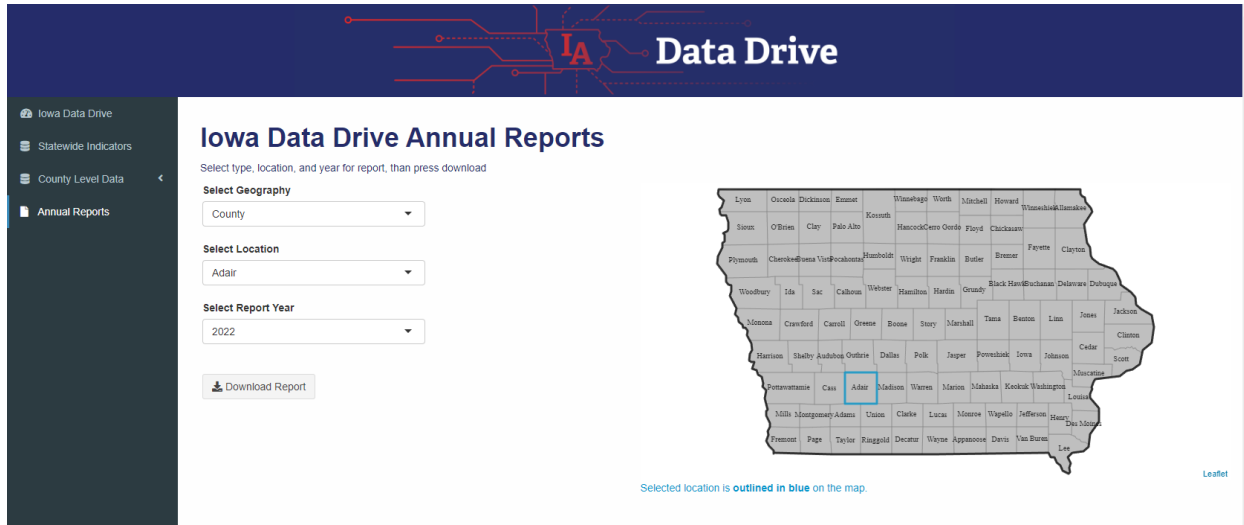 IA Data Drive
Iowa Data Drive
Statewide Indicators
County Level Data
Annual Reports
Iowa Data Drive Annual Reports
Select type, location, and year for report, than press download
Select Geography
County
Select Location
Adair
Select Report Year
2022
Download Report
Lyon Osceola Dickinson Emmet Winnebago Worth Mitchell Howard Winneshiek Allamakee
Kossuth
Sioux O'Brien Clay Palo Alto Hancock Cerro Gordo Floyd Chickasaw
Fayette Clayton
Plymouth Cherokee Buena Vista Pocahontas Humboldt Wright Franklin Butler Bremer
Woodbury Ida Sac Calhoun Webster Hamilton Hardin Grundy Black Hawk Buchanan Delaware Dubuque
Monona Crawford Carroll Greene Boone Story Marshall Tama Benton Linn Jones Jackson
Clinton
Harrison Shelby Audubon Guthrie Dallas Polk Jasper Poweshiek Iowa Johnson Cedar Scott
Muscatine
Pottawattamie Cass Adair Madison Warren Marion Mahaska Keokuk Washington
Louisa
Mills Montgomery Adams Union Clarke Lucas Monroe Wapello Jefferson Henry Des Moines
Fremont Page Taylor Ringgold Decatur Wayne Appanoose Davis Van Buren
Lee
Leaflet
Selected location is outlined in blue on the map.